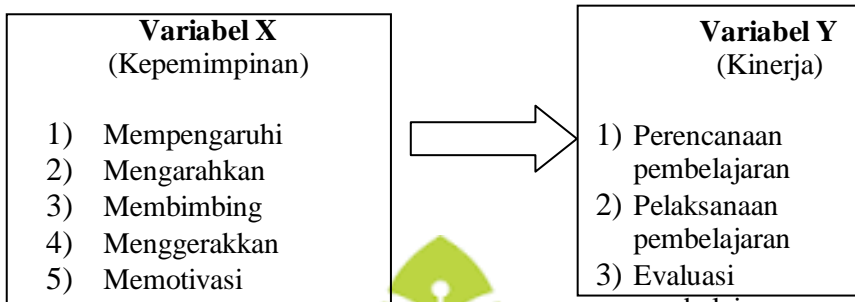 Variabel X
(Kepemimpinan)
1) Mempengaruhi
2) Mengarahkan
3) Membimbing
4) Menggerakkan
5) Memotivasi
Variabel Y
(Kinerja)
1) Perencanaan
pembelajaran
2) Pelaksanaan
pembelajaran
3) Evaluasi